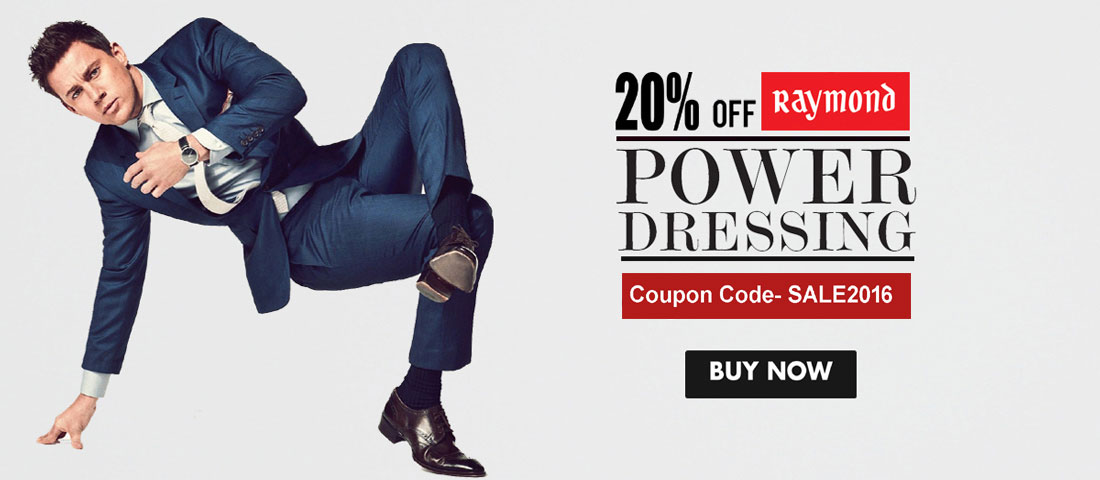 20% OFF Raymond
POWER
DRESSING
Coupon Code- SALE2016
BUY NOW